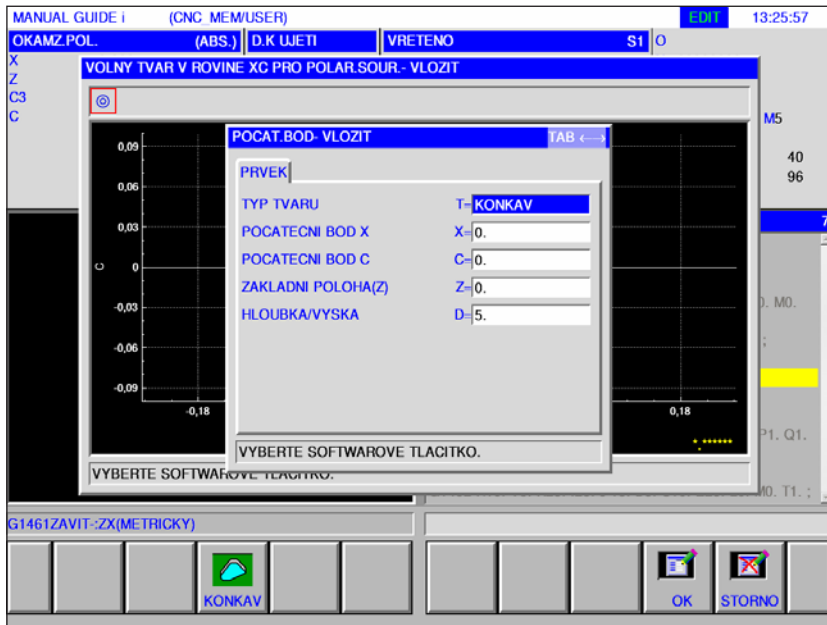 MANUAL GUIDE i (CNC_MEM/USER) EDIT 13:25:57
OKAMZ.POL. (ABS.) D.K UJETI VRETENO S1 O
X
Z
C3
C
M5
40
96
7
VOLNY TVAR V ROVINE XC PRO POLAR.SOUR.- VLOZIT
0,09
0,06
0,03
0
-0,03
-0,06
-0,09
C
-0,18
0,18
* ******
POCAT.BOD- VLOZIT TAB ←→
PRVEK
TYP TVARU T=KONKAV
POCATECNI BOD X X=0.
POCATECNI BOD C C=0.
ZAKLADNI POLOHA(Z) Z=0.
HLOUBKA/VYSKA D=5.
VYBERTE SOFTWAROVE TLACITKO.
VYBERTE SOFTWAROVE TLACITKO.
0. M0.
;
P1. Q1.
M0. T1. ;
G1461ZAVIT-:ZX(METRICKY)
KONKAV OK STORNO